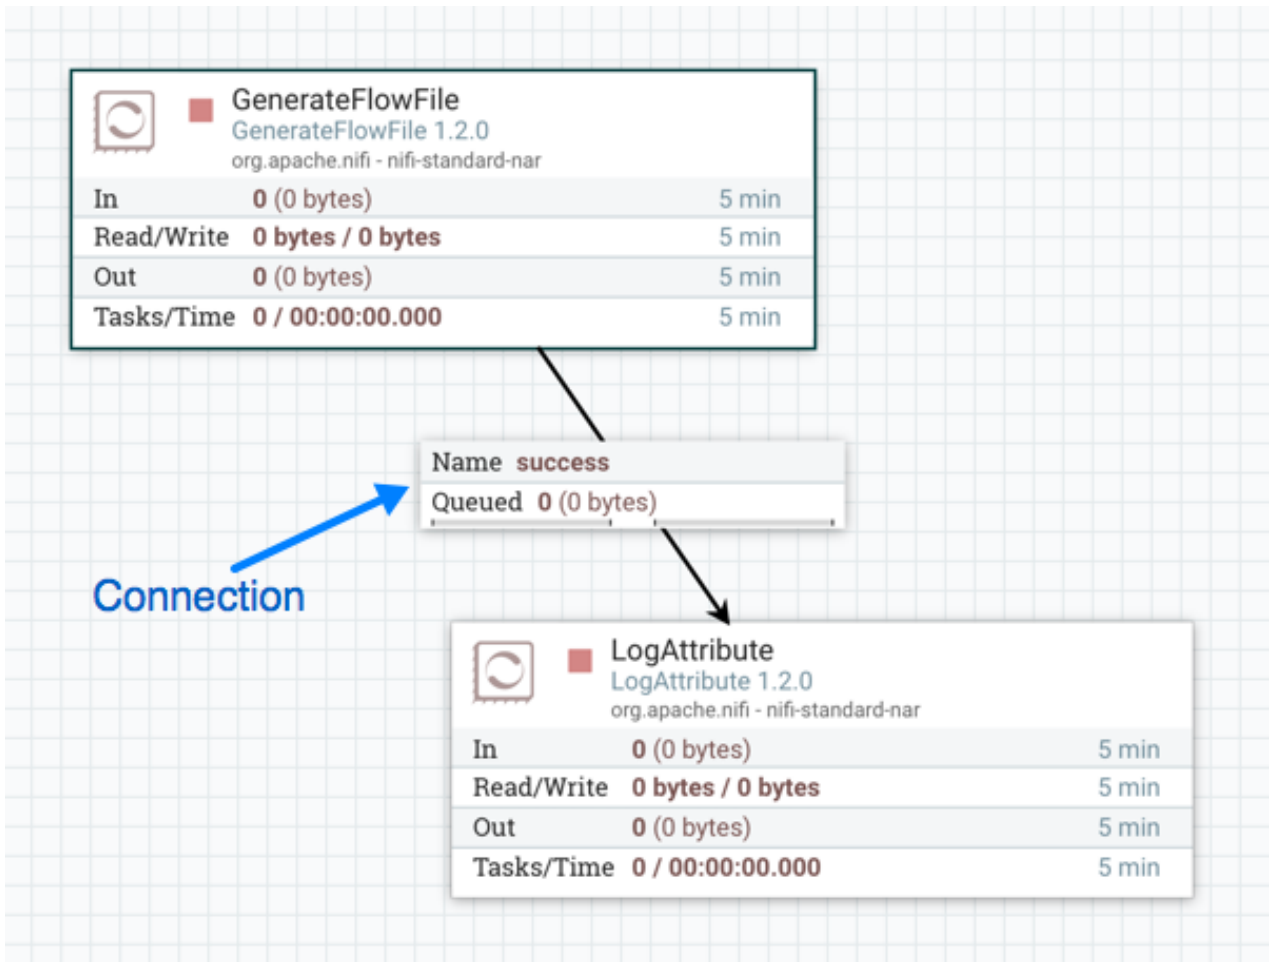 GenerateFlowFile
GenerateFlowFile 1.2.0
org.apache.nifi - nifi-standard-nar
In 0 (0 bytes) 5 min
Read/Write 0 bytes / 0 bytes 5 min
Out 0 (0 bytes) 5 min
Tasks/Time 0 / 00:00:00.000 5 min
Name success
Queued 0 (0 bytes)
Connection
LogAttribute
LogAttribute 1.2.0
org.apache.nifi - nifi-standard-nar
In 0 (0 bytes) 5 min
Read/Write 0 bytes / 0 bytes 5 min
Out 0 (0 bytes) 5 min
Tasks/Time 0 / 00:00:00.000 5 min